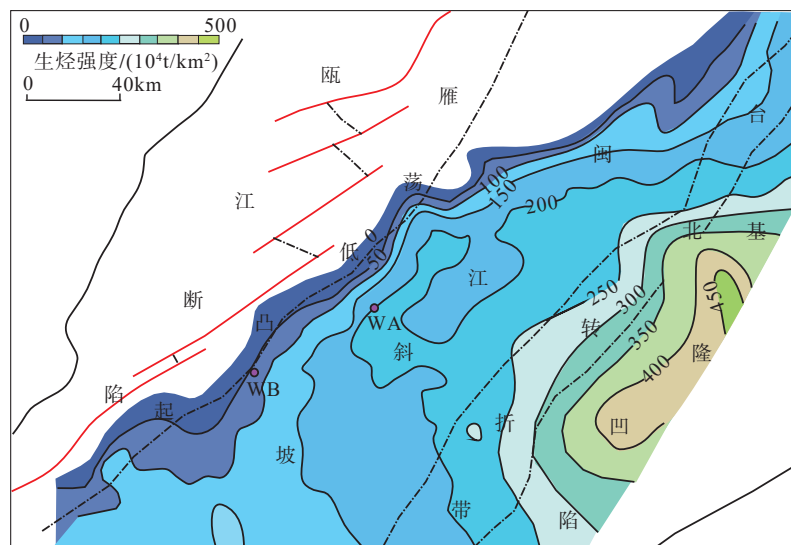 0 500
生烃强度/(10⁴t/km²)
0 40km
瓯
江
断
陷
雁
荡
低
凸
起
闽
江
斜
坡
带
台
北
转
折
基
隆
凹
陷
WA
WB
0
50
100
150
200
250
300
350
400
450